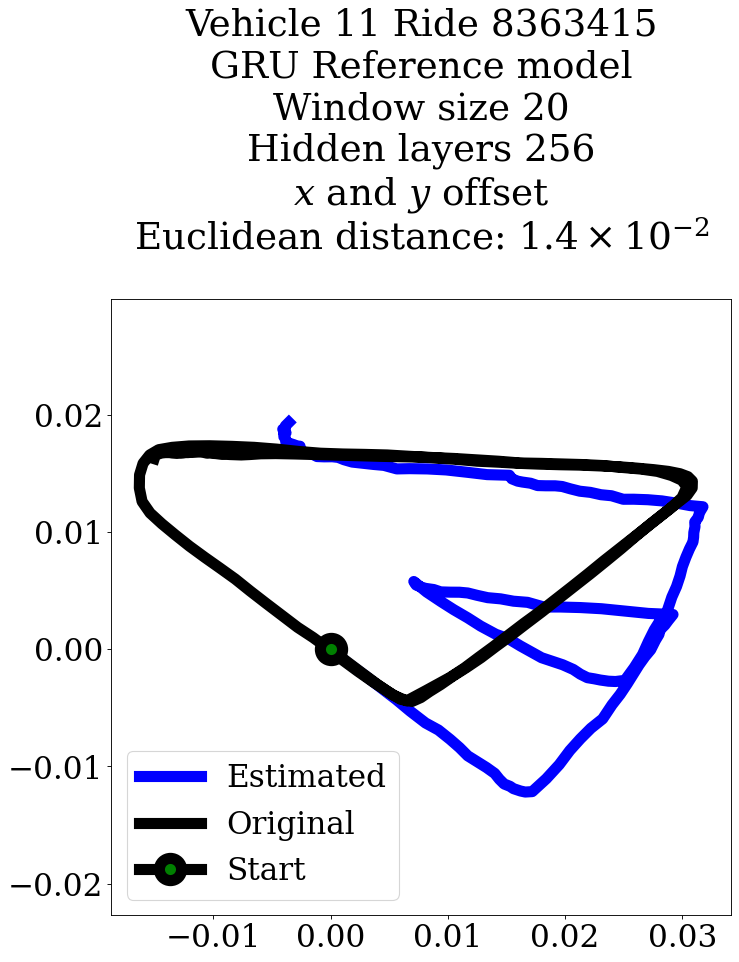 Vehicle 11 Ride 8363415
GRU Reference model
Window size 20
Hidden layers 256
x and y offset
Euclidean distance: 1.4 × 10⁻²
0.02
0.01
0.00
−0.01
−0.02
Estimated
Original
Start
−0.01 0.00 0.01 0.02 0.03